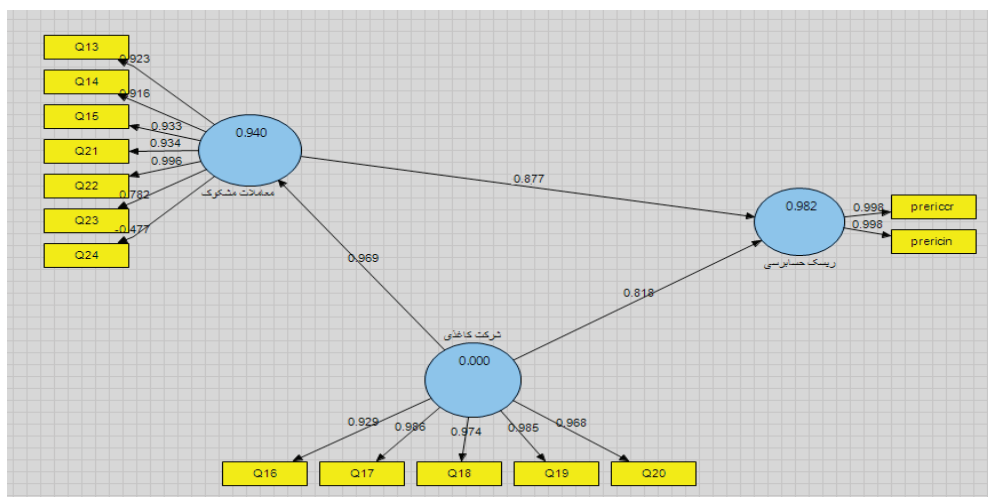 Q13
0.923
Q14
0.916
Q15
0.933
Q21
0.934
Q22
0.996
Q23
0.782
Q24
-0.477
0.940
معاملات مشکوک
0.877
0.982
ریسک حسابرسی
0.998
prericcr
0.998
prericin
0.969
0.818
شرکت کاغذی
0.000
0.929
0.986
0.974
0.985
0.968
Q16
Q17
Q18
Q19
Q20